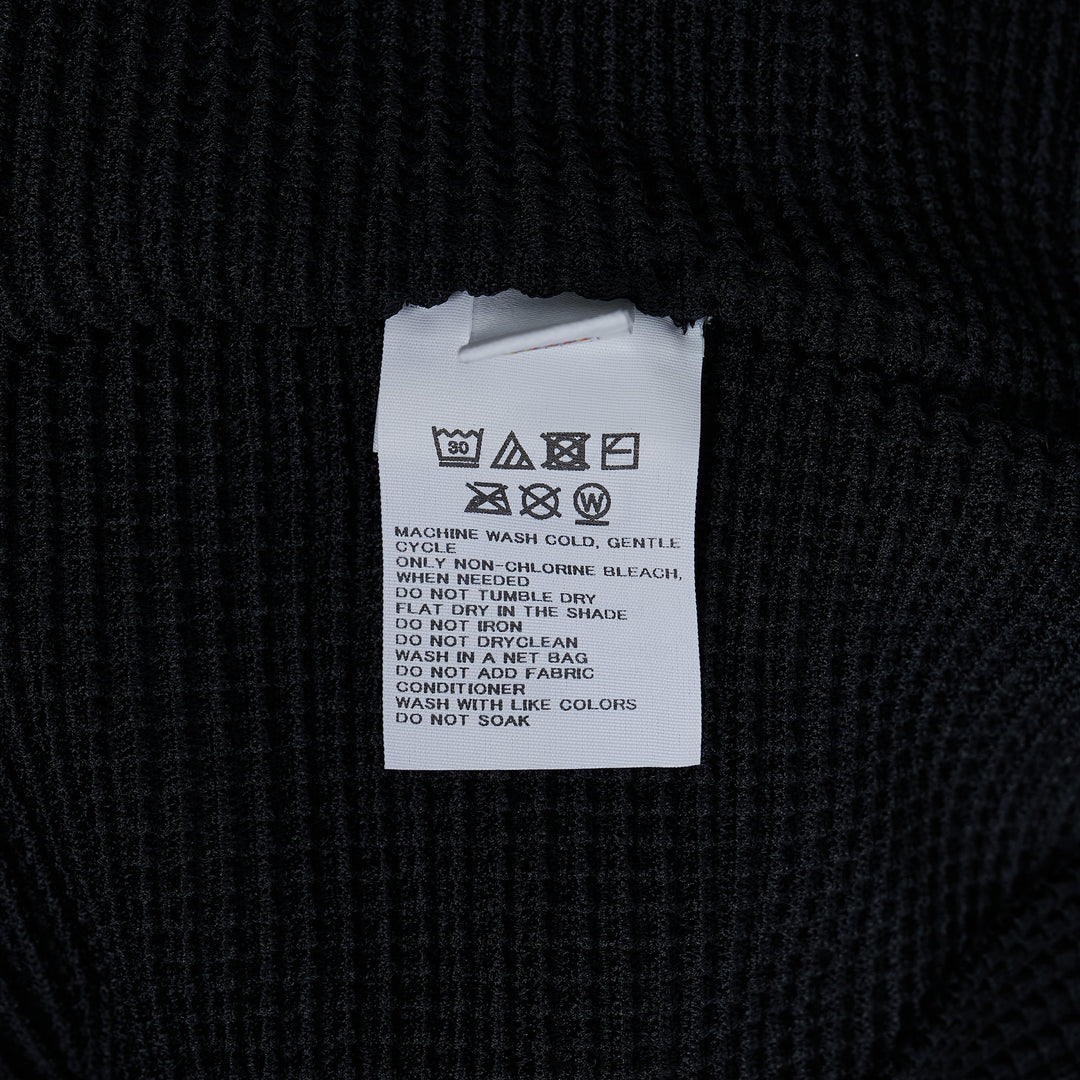 30
W
MACHINE WASH COLD, GENTLE
CYCLE
ONLY NON-CHLORINE BLEACH,
WHEN NEEDED
DO NOT TUMBLE DRY
FLAT DRY IN THE SHADE
DO NOT IRON
DO NOT DRYCLEAN
WASH IN A NET BAG
DO NOT ADD FABRIC
CONDITIONER
WASH WITH LIKE COLORS
DO NOT SOAK